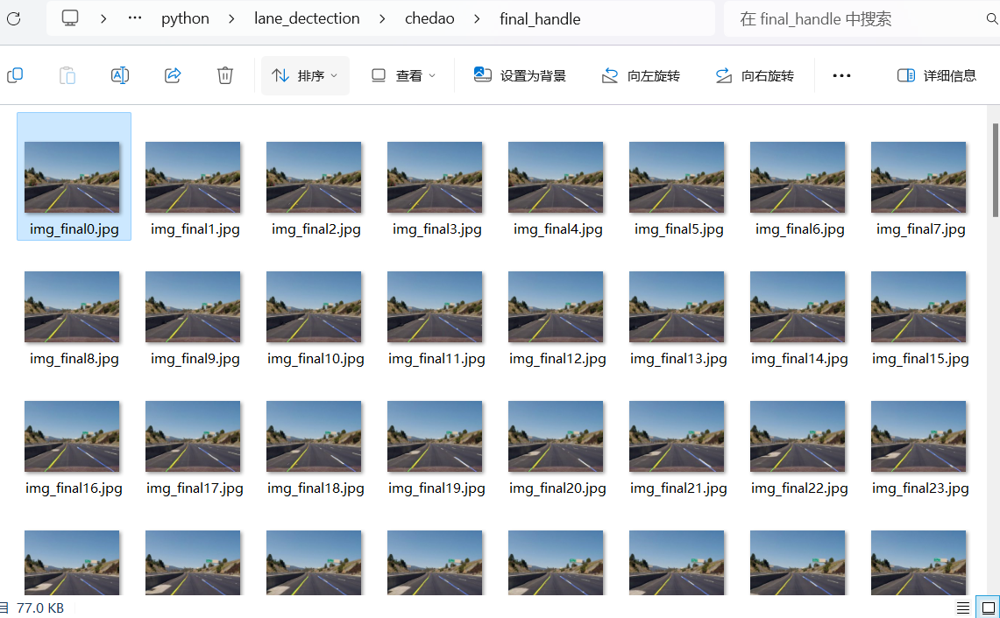 ··· python > lane_dectection > chedao > final_handle
在 final_handle 中搜索
排序 查看 设置为背景 向左旋转 向右旋转 ··· 详细信息
img_final0.jpg img_final1.jpg img_final2.jpg img_final3.jpg img_final4.jpg img_final5.jpg img_final6.jpg img_final7.jpg
img_final8.jpg img_final9.jpg img_final10.jpg img_final11.jpg img_final12.jpg img_final13.jpg img_final14.jpg img_final15.jpg
img_final16.jpg img_final17.jpg img_final18.jpg img_final19.jpg img_final20.jpg img_final21.jpg img_final22.jpg img_final23.jpg
77.0 KB